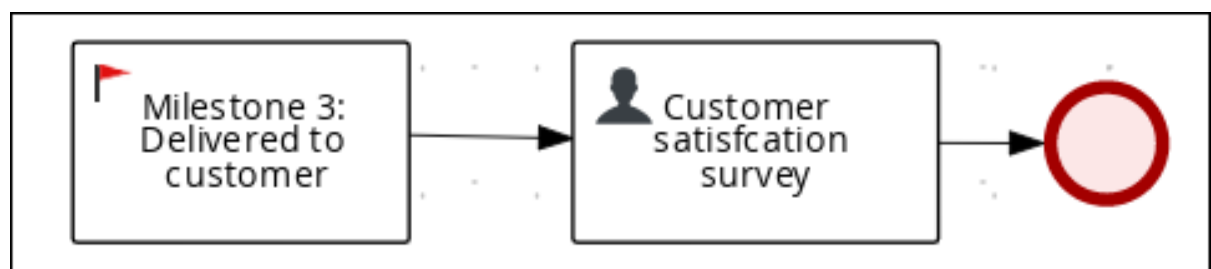 Milestone 3:
Delivered to
customer
Customer
satisfcation
survey